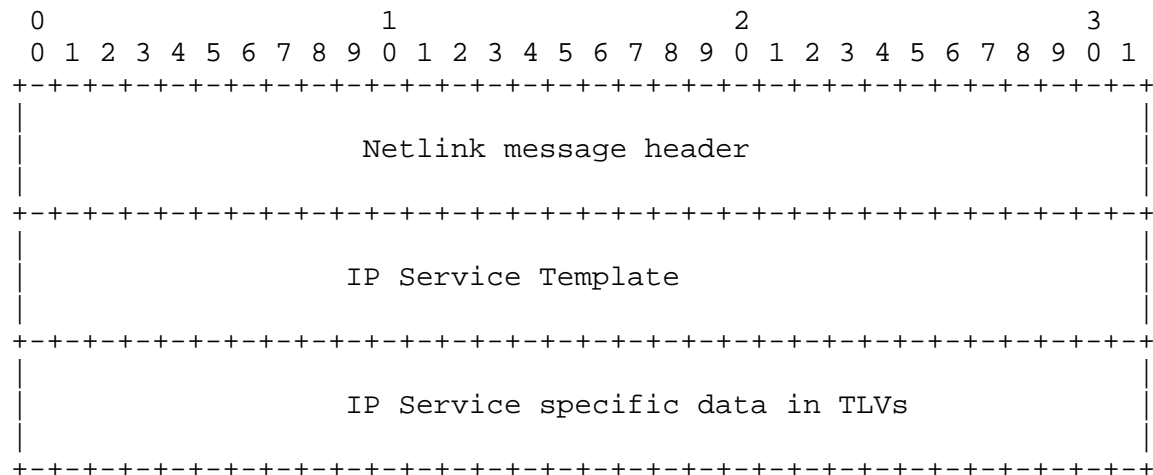 0                   1                   2                   3
 0 1 2 3 4 5 6 7 8 9 0 1 2 3 4 5 6 7 8 9 0 1 2 3 4 5 6 7 8 9 0 1
+-+-+-+-+-+-+-+-+-+-+-+-+-+-+-+-+-+-+-+-+-+-+-+-+-+-+-+-+-+-+-+-+
|                                                               |
|                   Netlink message header                      |
|                                                               |
+-+-+-+-+-+-+-+-+-+-+-+-+-+-+-+-+-+-+-+-+-+-+-+-+-+-+-+-+-+-+-+-+
|                                                               |
|                  IP Service Template                          |
|                                                               |
+-+-+-+-+-+-+-+-+-+-+-+-+-+-+-+-+-+-+-+-+-+-+-+-+-+-+-+-+-+-+-+-+
|                                                               |
|                  IP Service specific data in TLVs             |
|                                                               |
+-+-+-+-+-+-+-+-+-+-+-+-+-+-+-+-+-+-+-+-+-+-+-+-+-+-+-+-+-+-+-+-+